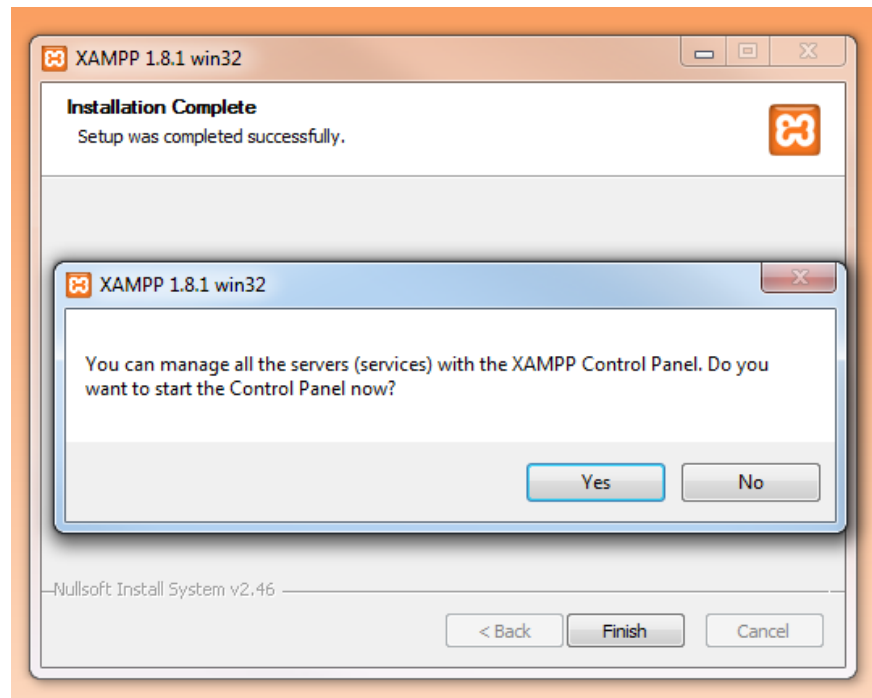 XAMPP 1.8.1 win32
Installation Complete
Setup was completed successfully.
XAMPP 1.8.1 win32
You can manage all the servers (services) with the XAMPP Control Panel. Do you
want to start the Control Panel now?
Yes No
Nullsoft Install System v2.46
< Back Finish Cancel